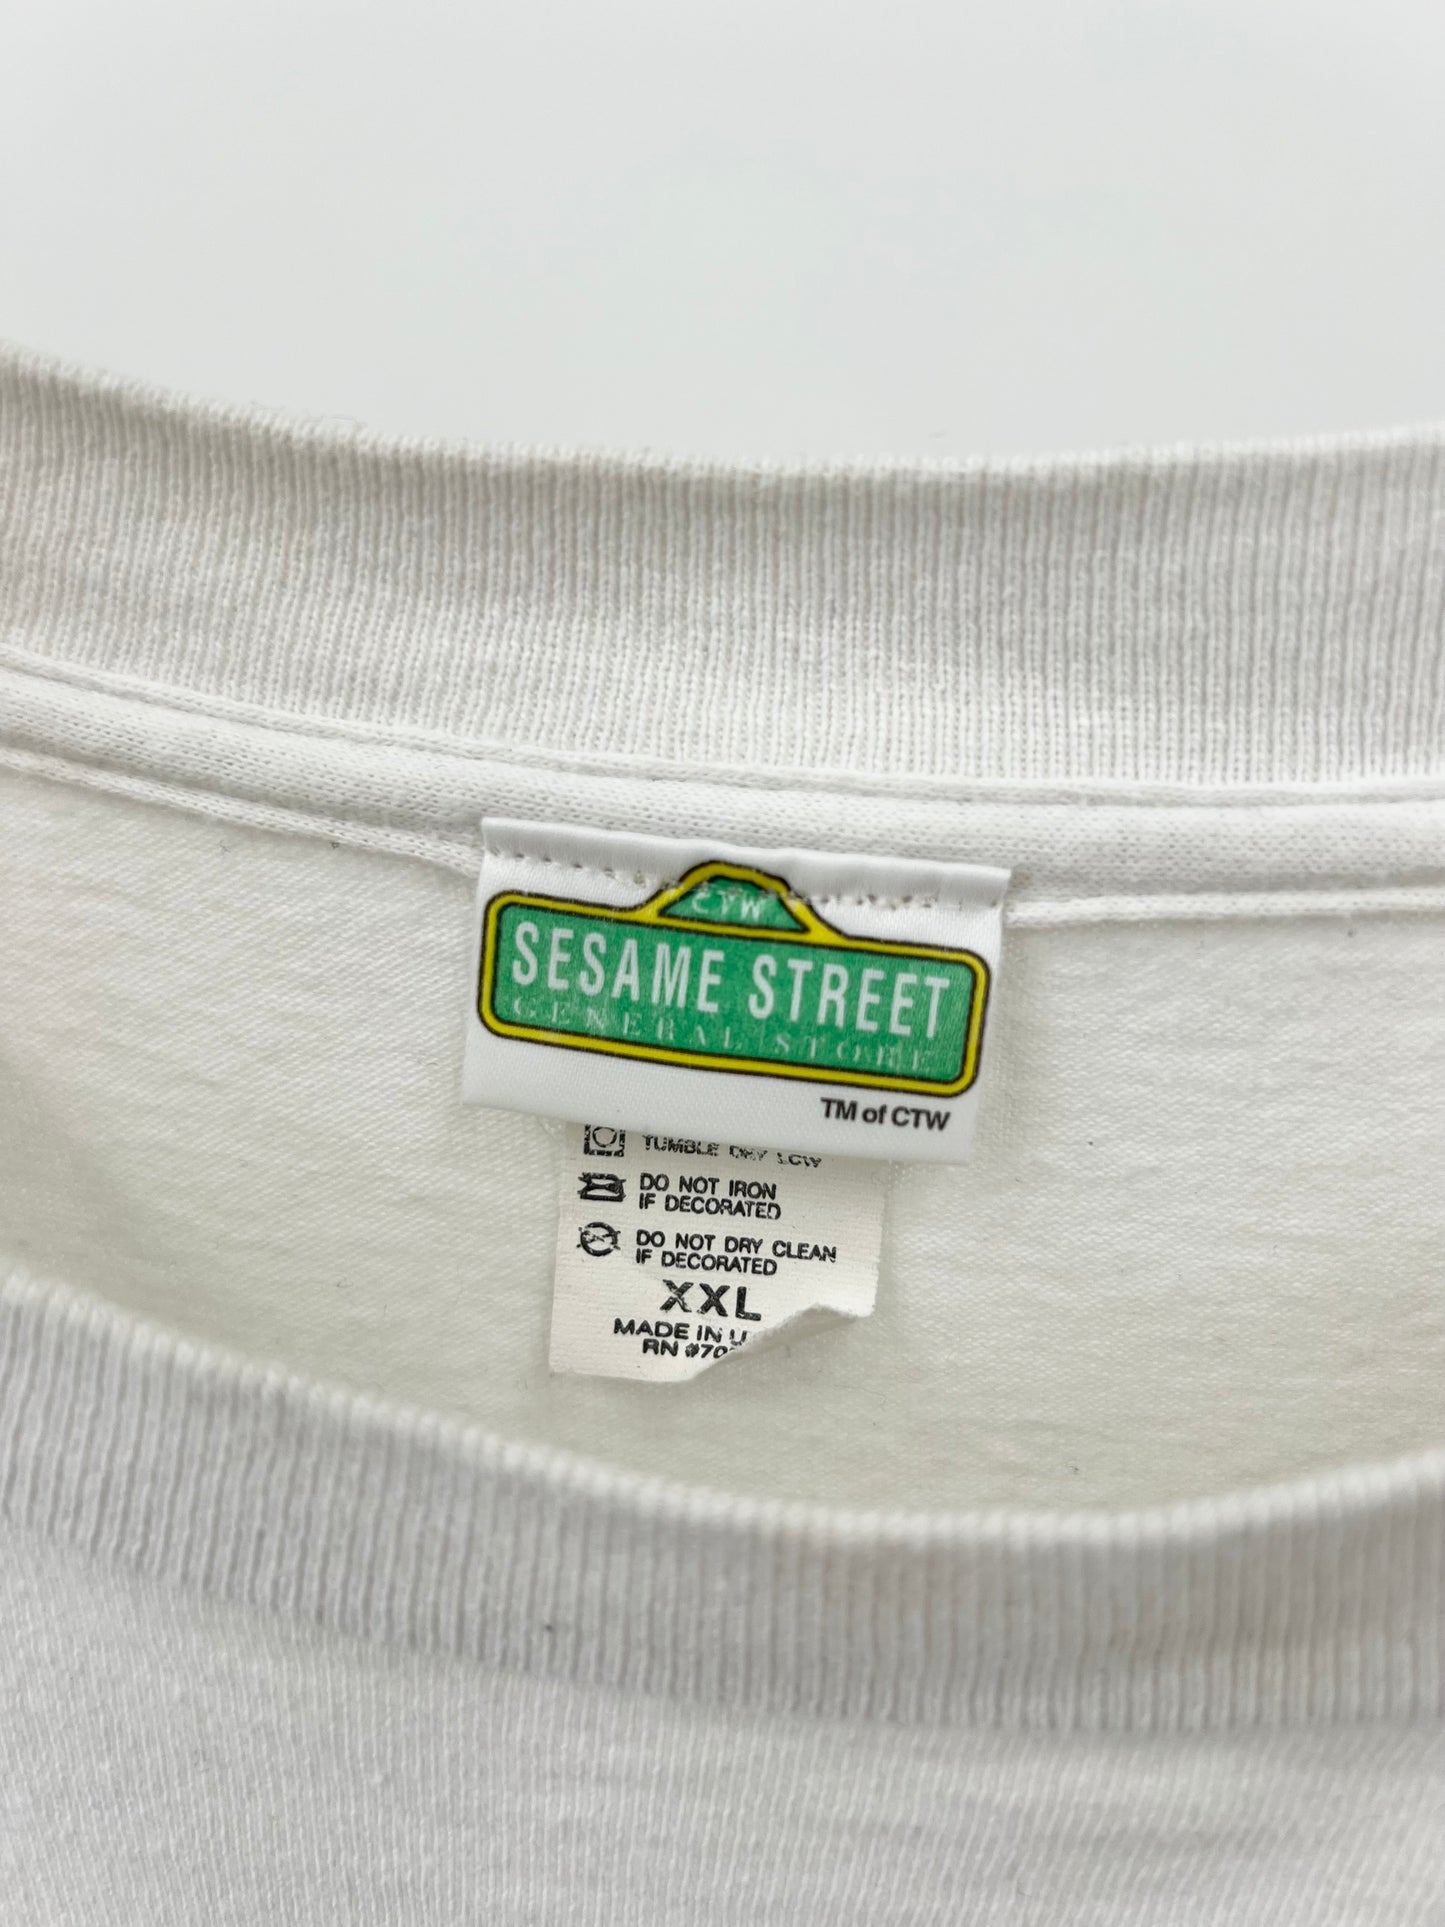 CTW
SESAME STREET
GENERAL STORE
TM of CTW
TUMBLE DRY LOW
DO NOT IRON
IF DECORATED
DO NOT DRY CLEAN
IF DECORATED
XXL
MADE IN U
RN #70